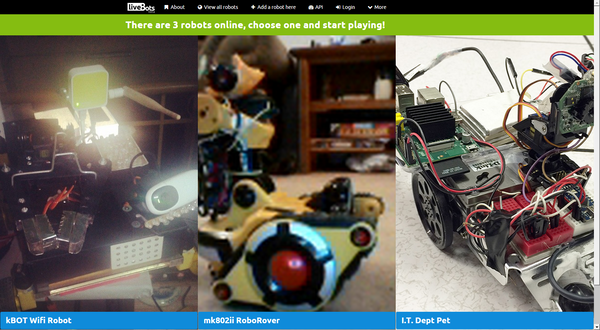 liveBots About View all robots Add a robot here API Login More
There are 3 robots online, choose one and start playing!
kBOT Wifi Robot mk802ii RoboRover I.T. Dept Pet